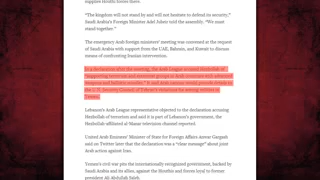 supplies reached Yemen there.
"The kingdom will not stand by and will not hesitate to defend its security,"
Saudi Arabia's Foreign Minister Adel Jubeir told the assembly. "We must
stand together."
The emergency Arab foreign ministers' meeting was convened at the request
of Saudi Arabia with support from the UAE, Bahrain, and Kuwait to discuss
means of confronting Iranian intervention.
In a declaration after the meeting, the Arab League accused Hezbollah of
"supporting terrorism and extremist groups in Arab countries with advanced
weapons and ballistic missiles." It said Arab nations would provide details to
the U.N. Security Council of Tehran's violations for arming militias in
Yemen.
Lebanon's Arab League representative objected to the declaration accusing
Hezbollah of terrorism and said it is part of Lebanon's government, the
Hezbollah-affiliated al Manar television channel reported.
United Arab Emirates' Minister of State for Foreign Affairs Anwar Gargash
said on Twitter later that the declaration was a "clear message" about joint
Arab action against Iran.
Yemen's civil war pits the internationally recognized government, backed by
Saudi Arabia and its allies, against the Houthis and forces loyal to former
president Ali Abdullah Saleh.